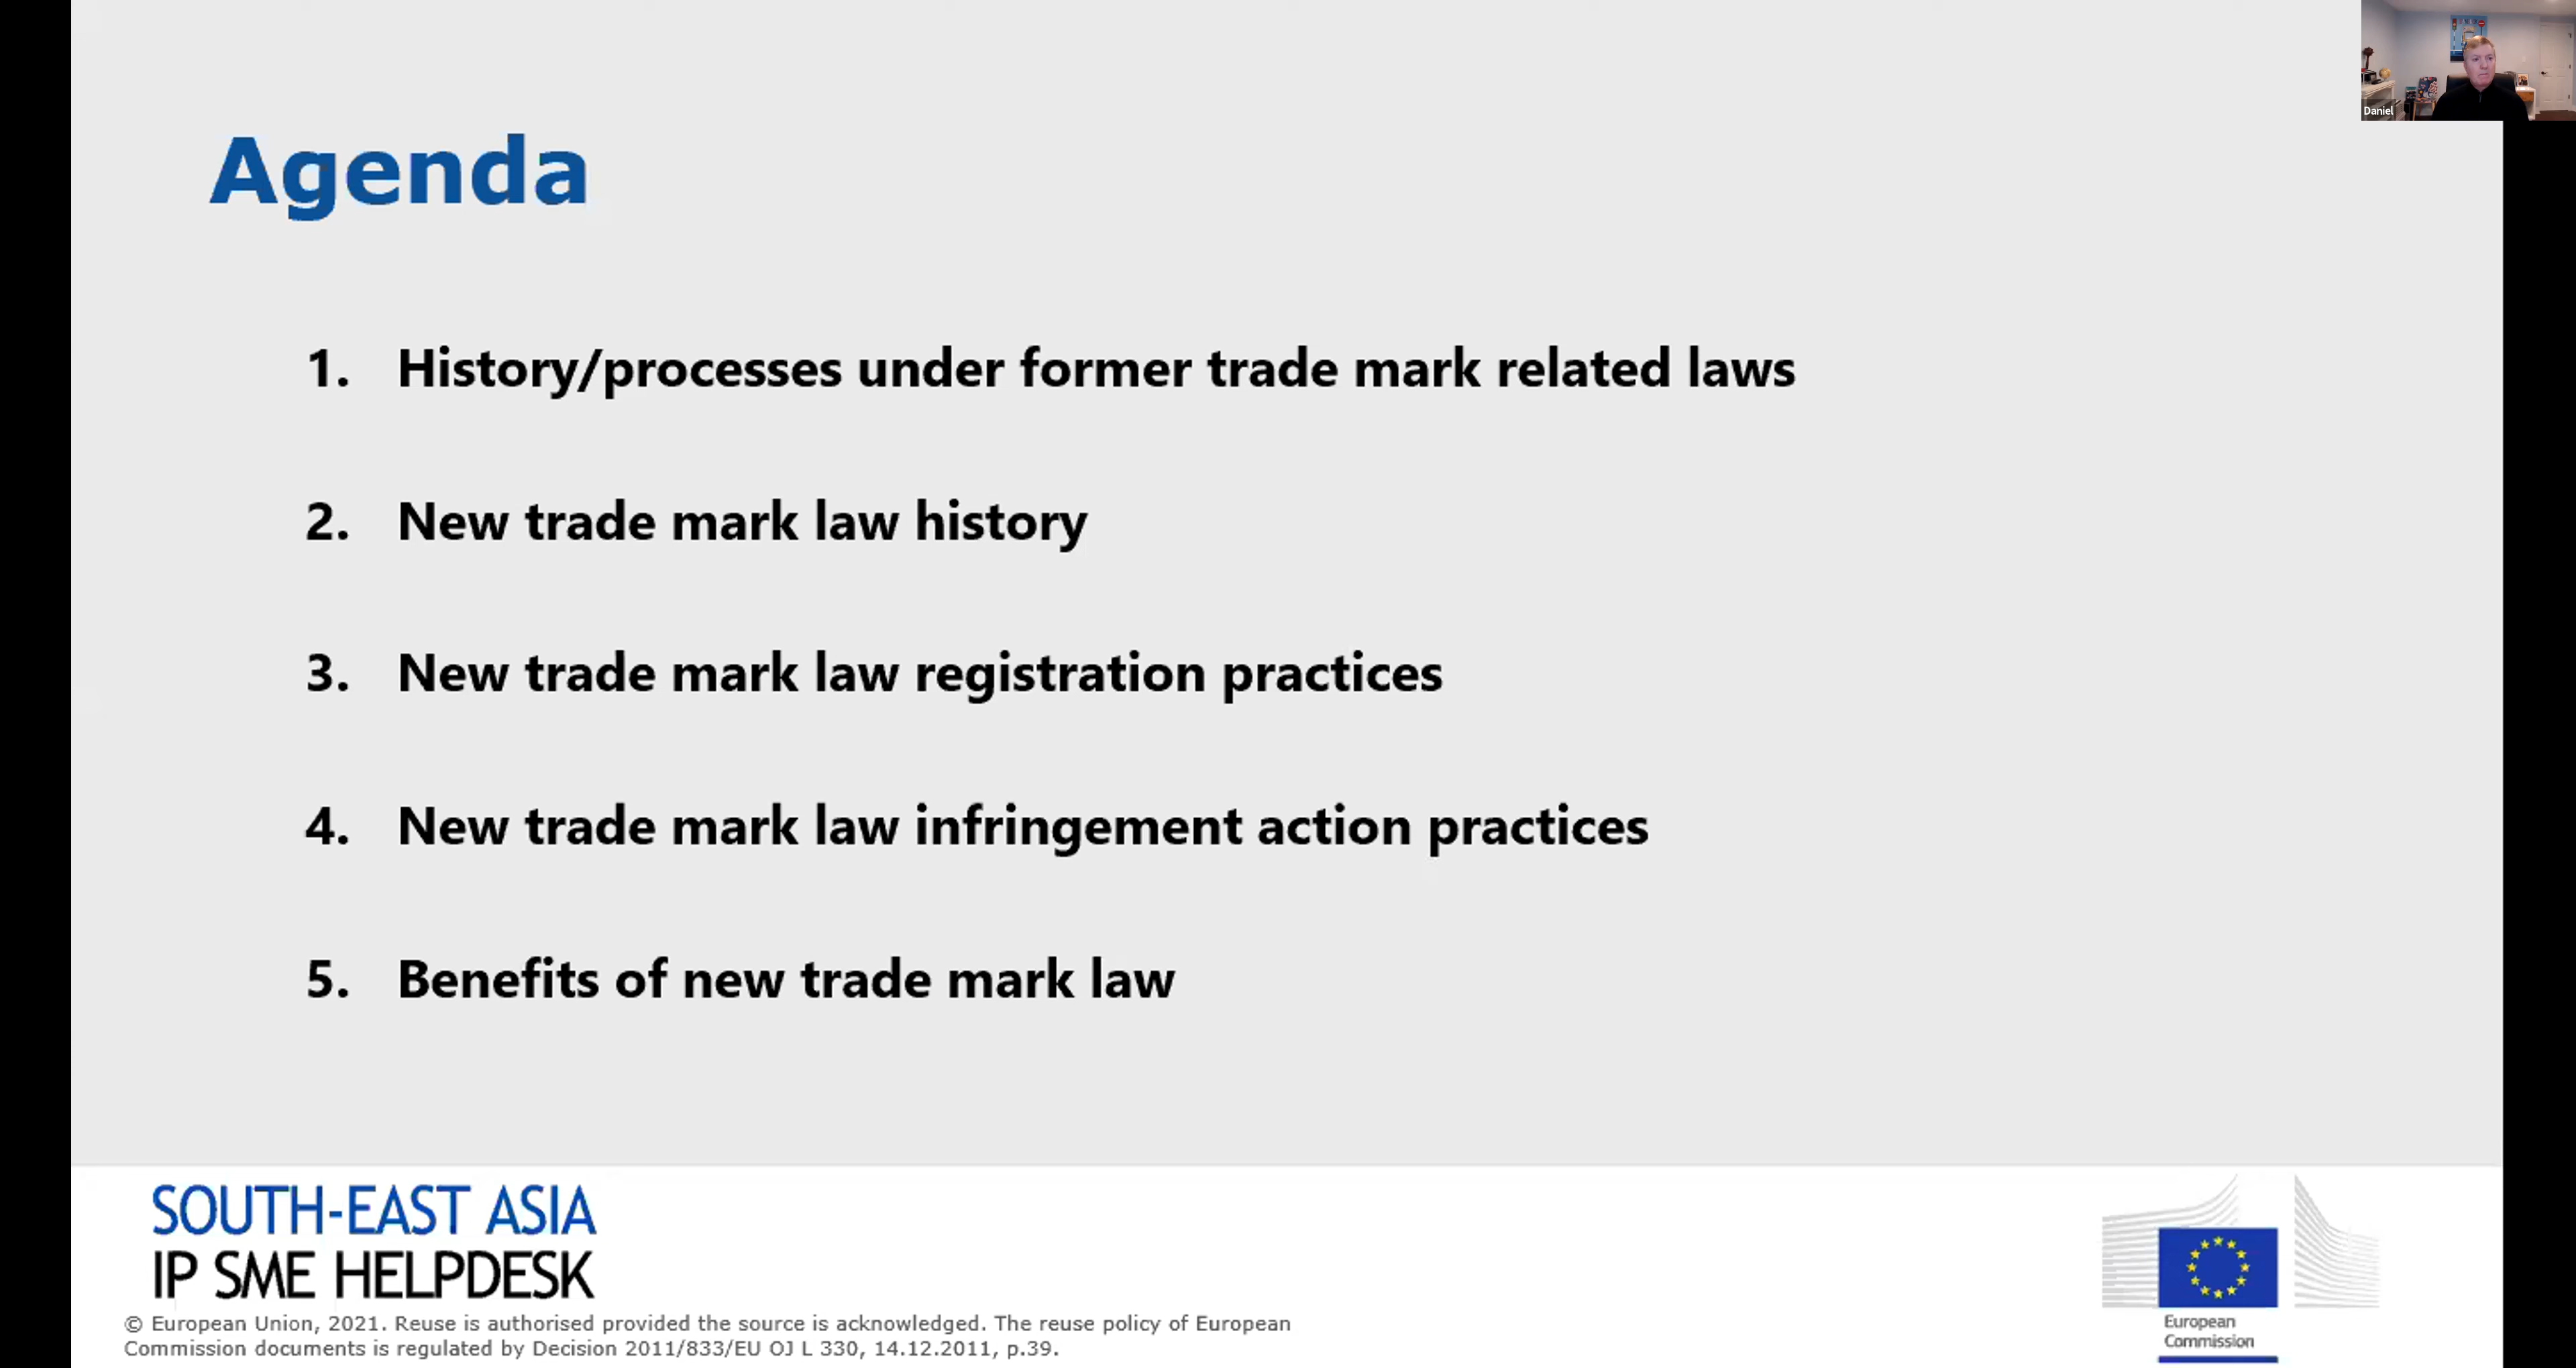 Daniel
Agenda
1. History/processes under former trade mark related laws
2. New trade mark law history
3. New trade mark law registration practices
4. New trade mark law infringement action practices
5. Benefits of new trade mark law
SOUTH-EAST ASIA
IP SME HELPDESK
© European Union, 2021. Reuse is authorised provided the source is acknowledged. The reuse policy of European
Commission documents is regulated by Decision 2011/833/EU OJ L 330, 14.12.2011, p.39.
European
Commission